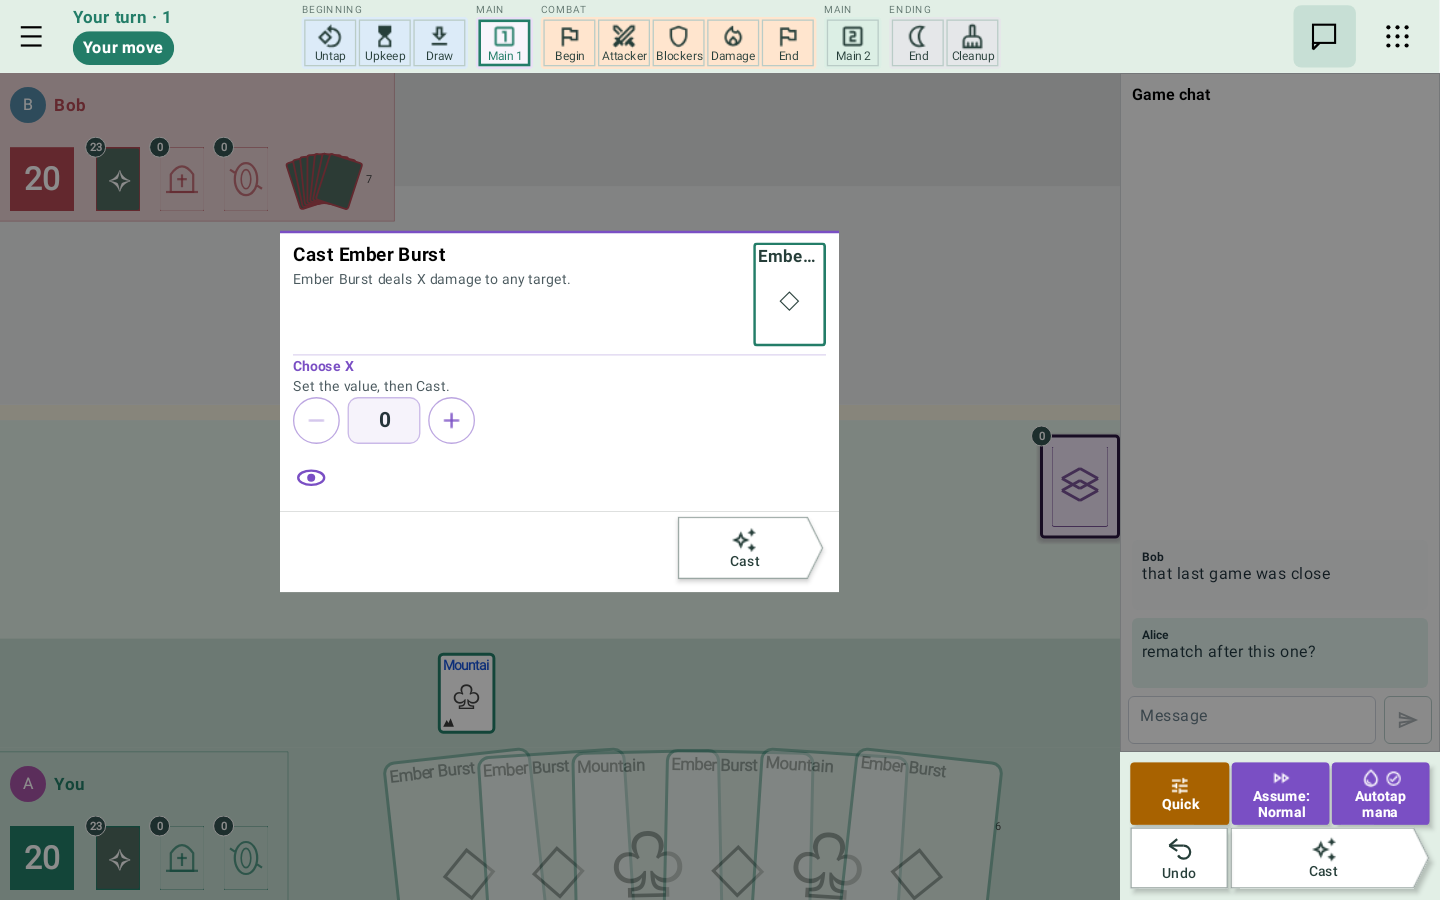 Your turn · 1
Your move
BEGINNING
Untap
Upkeep
Draw
MAIN
1
Main 1
COMBAT
Begin
Attacker
Blockers
Damage
End
MAIN
2
Main 2
ENDING
End
Cleanup
B
Bob
20
23
0
0
7
Game chat
Cast Ember Burst
Ember Burst deals X damage to any target.
Embe...
Choose X
Set the value, then Cast.
0
Cast
0
Bob
that last game was close
Alice
rematch after this one?
Message
Mountai
A
You
20
23
0
0
Ember Burst
Ember Burst
Mountain
Ember Burst
Mountain
Ember Burst
6
Quick
Assume:
Normal
Autotap
mana
Undo
Cast